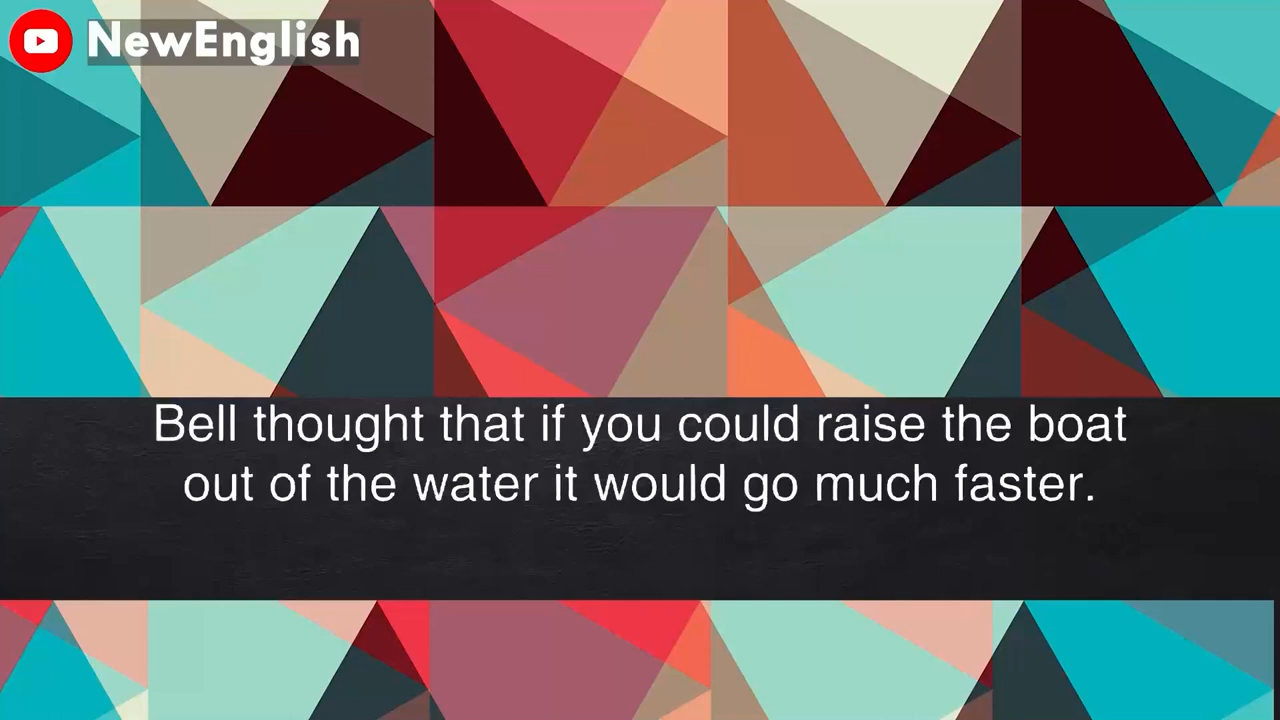 NewEnglish
Bell thought that if you could raise the boat
out of the water it would go much faster.